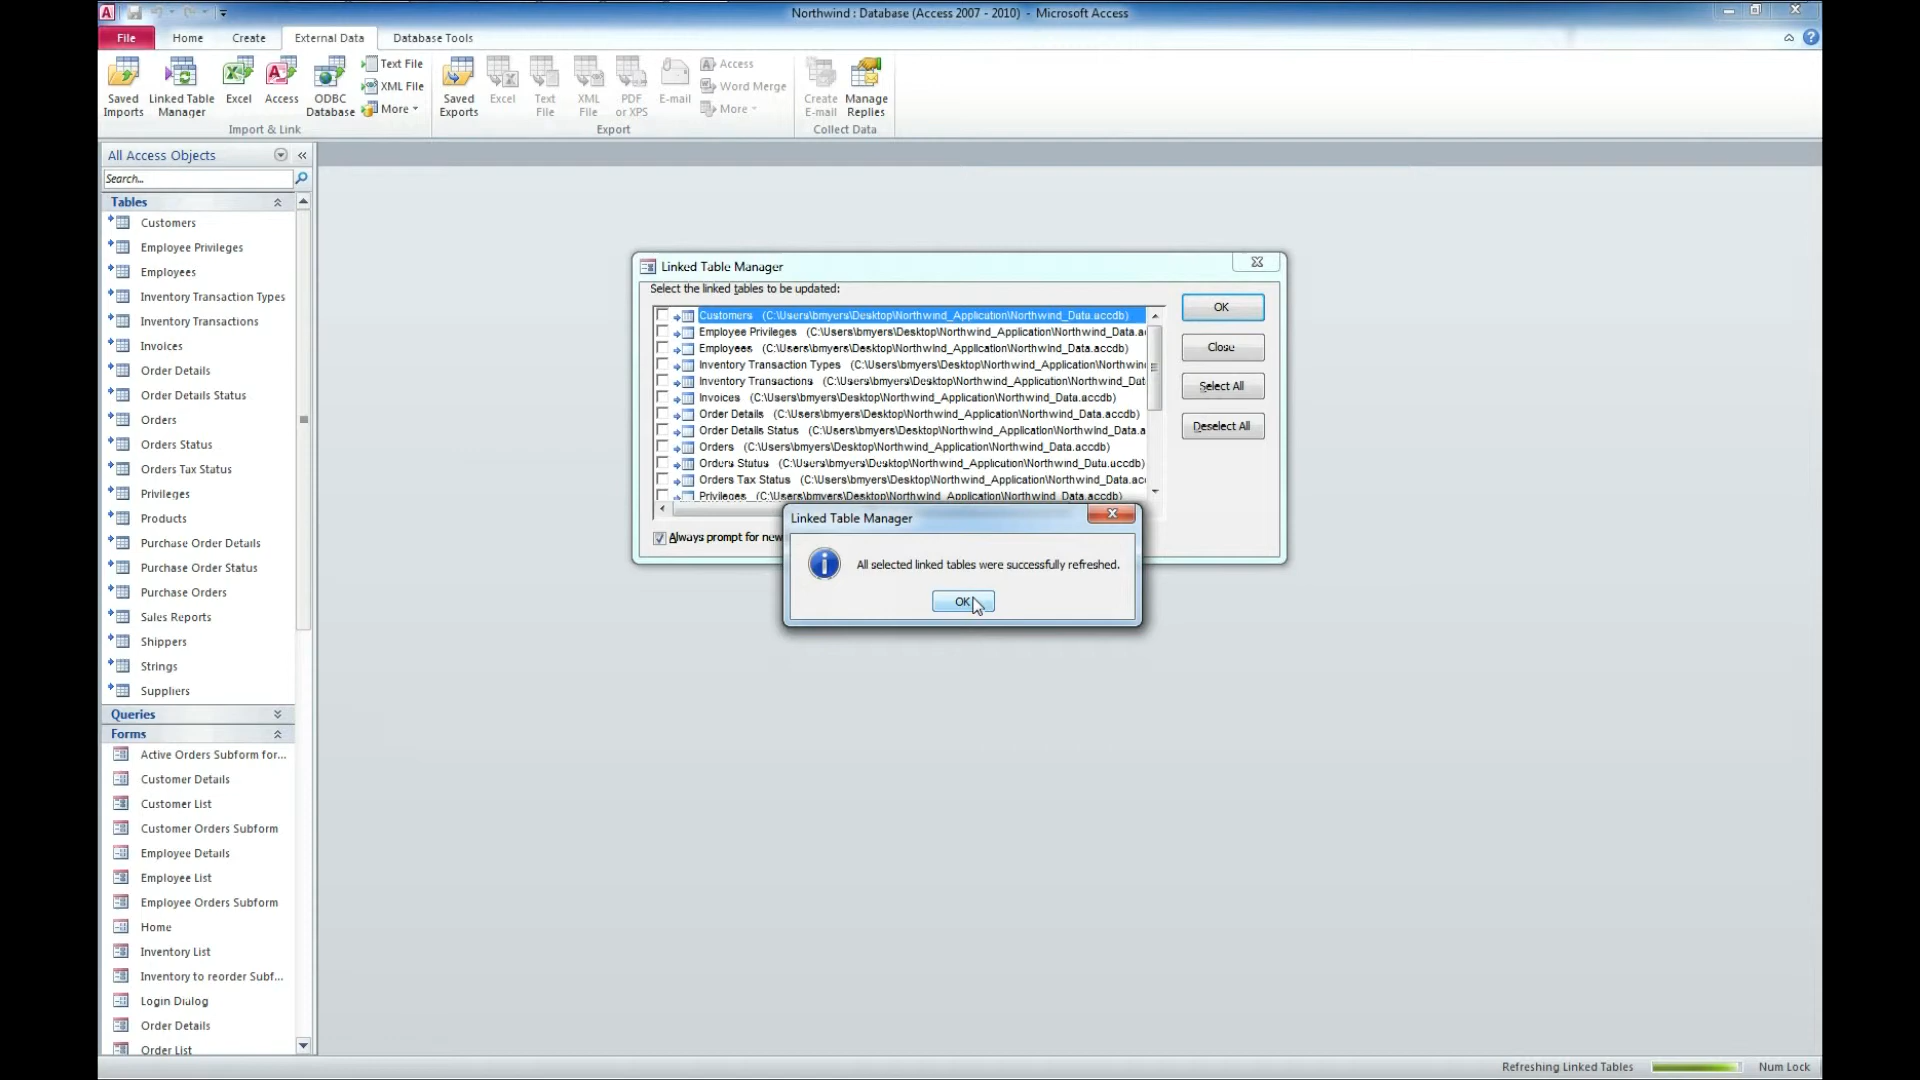 Northwind : Database (Access 2007 - 2010) - Microsoft Access
File Home Create External Data Database Tools
Saved Imports
Linked Table Manager
Excel
Access
ODBC Database
Text File
XML File
More
Import & Link
Saved Exports
Excel
Text File
XML File
PDF or XPS
E-mail
Access
Word Merge
More
Export
Create E-mail
Manage Replies
Collect Data
All Access Objects
Search...
Tables
Customers
Employee Privileges
Employees
Inventory Transaction Types
Inventory Transactions
Invoices
Order Details
Order Details Status
Orders
Orders Status
Orders Tax Status
Privileges
Products
Purchase Order Details
Purchase Order Status
Purchase Orders
Sales Reports
Shippers
Strings
Suppliers
Queries
Forms
Active Orders Subform for...
Customer Details
Customer List
Customer Orders Subform
Employee Details
Employee List
Employee Orders Subform
Home
Inventory List
Inventory to reorder Subf...
Login Dialog
Order Details
Order List
Linked Table Manager
Select the linked tables to be updated:
Customers (C:\Users\bmyers\Desktop\Northwind_Application\Northwind_Data.accdb)
Employee Privileges (C:\Users\bmyers\Desktop\Northwind_Application\Northwind_Data.ac
Employees (C:\Users\bmyers\Desktop\Northwind_Application\Northwind_Data.accdb)
Inventory Transaction Types (C:\Users\bmyers\Desktop\Northwind_Application\Northwin
Inventory Transactions (C:\Users\bmyers\Desktop\Northwind_Application\Northwind_Dat
Invoices (C:\Users\bmyers\Desktop\Northwind_Application\Northwind_Data.accdb)
Order Details (C:\Users\bmyers\Desktop\Northwind_Application\Northwind_Data.accdb)
Order Details Status (C:\Users\bmyers\Desktop\Northwind_Application\Northwind_Data.a
Orders (C:\Users\bmyers\Desktop\Northwind_Application\Northwind_Data.accdb)
Orders Status (C:\Users\bmyers\Desktop\Northwind_Application\Northwind_Data.accdb)
Orders Tax Status (C:\Users\bmyers\Desktop\Northwind_Application\Northwind_Data.acc
Privileges (C:\Users\bmyers\Desktop\Northwind_Application\Northwind_Data.accdb)
Always prompt for new
OK
Close
Select All
Deselect All
Linked Table Manager
All selected linked tables were successfully refreshed.
OK
Refreshing Linked Tables Num Lock